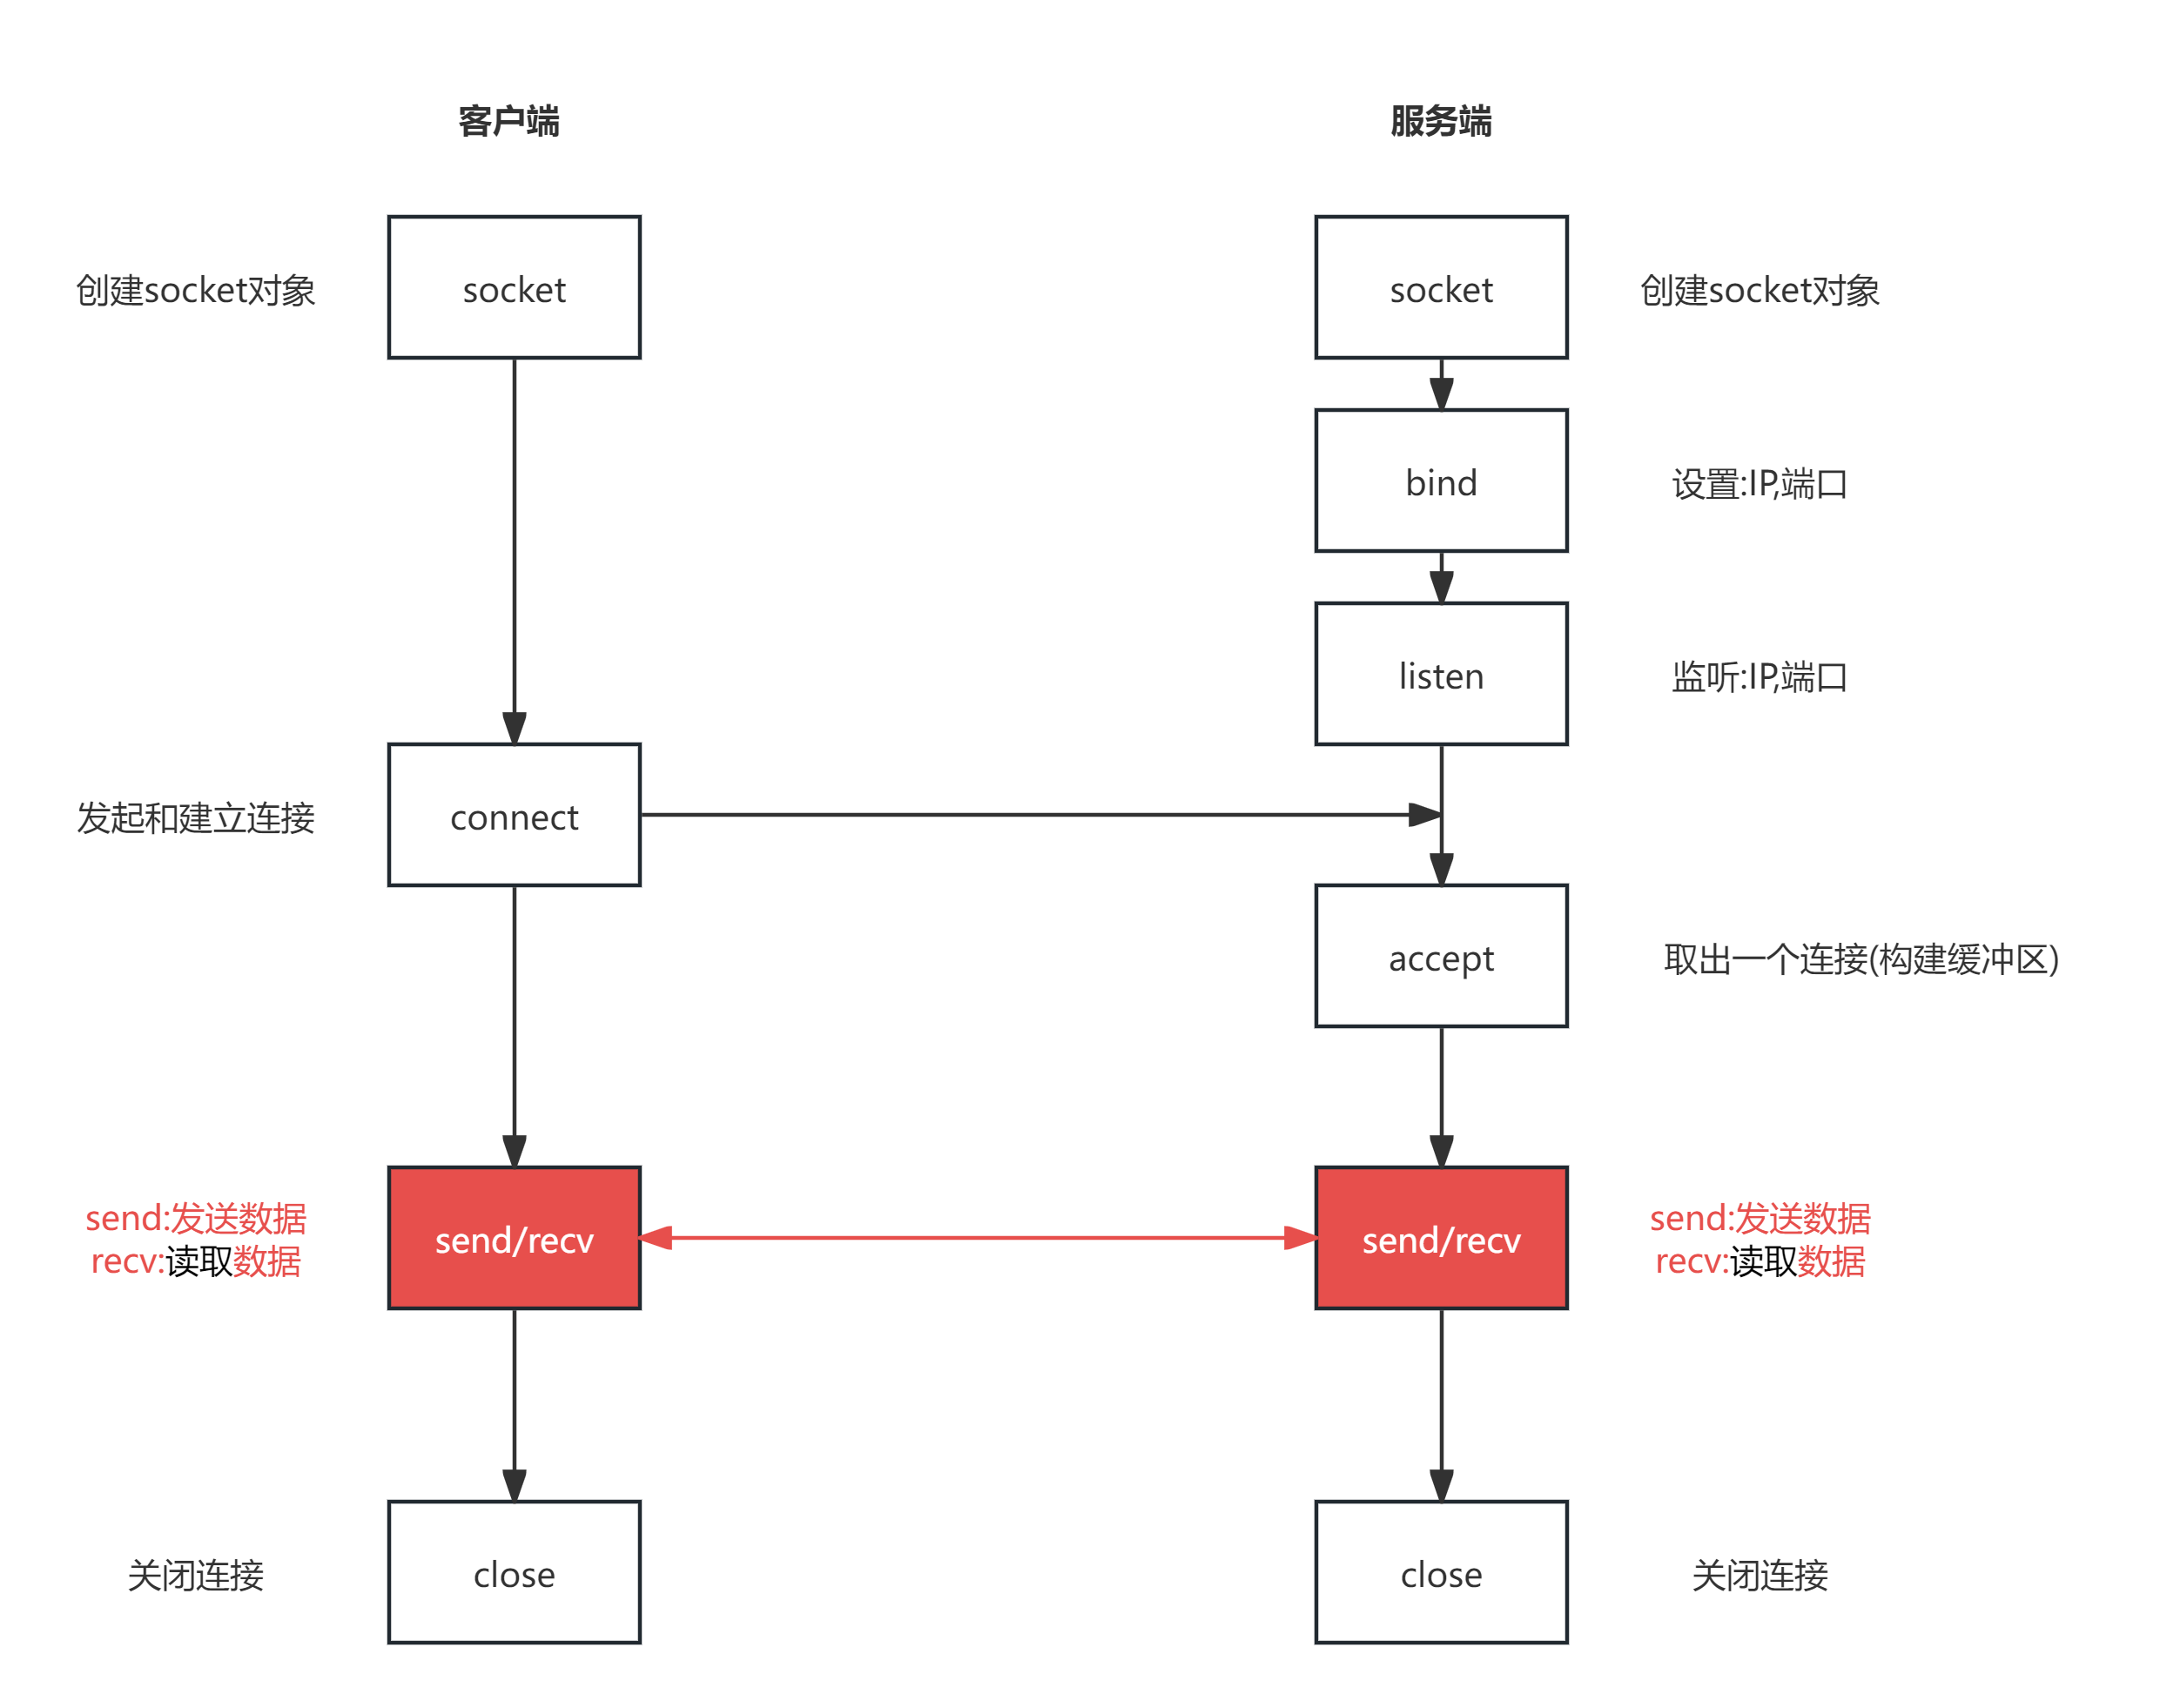 客户端
服务端
创建socket对象
socket
socket
创建socket对象
bind
设置:IP,端口
listen
监听:IP,端口
发起和建立连接
connect
accept
取出一个连接(构建缓冲区)
send:发送数据
recv:读取数据
send/recv
send/recv
send:发送数据
recv:读取数据
关闭连接
close
close
关闭连接